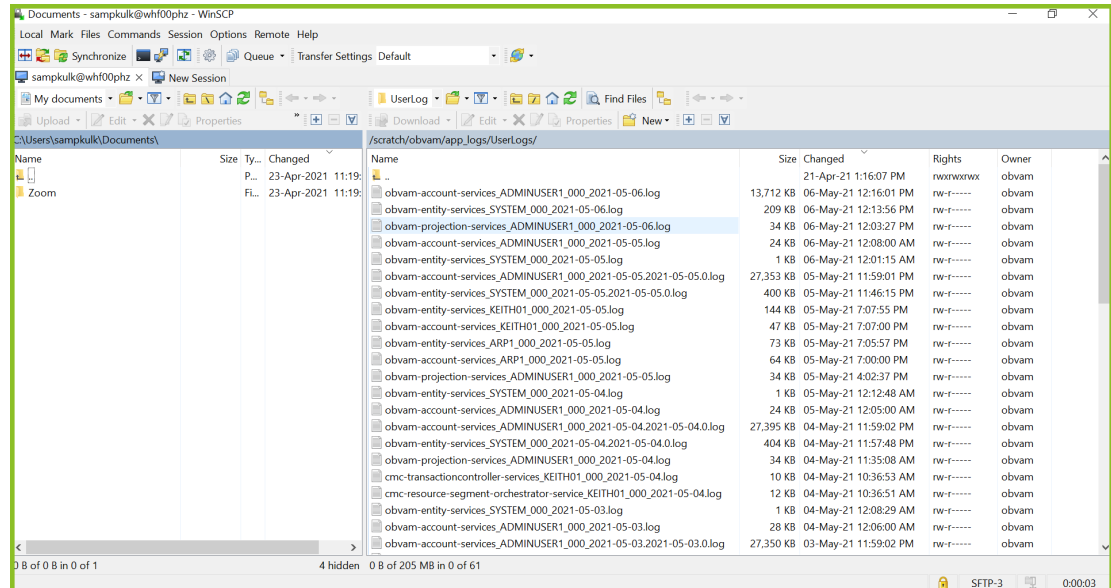 Documents - sampkulk@whf00phz - WinSCP
Local Mark Files Commands Session Options Remote Help
Synchronize Queue Transfer Settings Default
sampkulk@whf00phz × New Session
My documents UserLog Find Files
Upload Edit Properties » Download Edit Properties New
C:\Users\sampkulk\Documents\ /scratch/obvam/app_logs/UserLogs/
Name Size Ty... Changed Name Size Changed Rights Owner
.. P... 23-Apr-2021 11:19: .. 21-Apr-21 1:16:07 PM rwxrwxrwx obvam
Zoom Fi... 23-Apr-2021 11:19: obvam-account-services_ADMINUSER1_000_2021-05-06.log 13,712 KB 06-May-21 12:16:01 PM rw-r----- obvam
obvam-entity-services_SYSTEM_000_2021-05-06.log 209 KB 06-May-21 12:13:56 PM rw-r----- obvam
obvam-projection-services_ADMINUSER1_000_2021-05-06.log 34 KB 06-May-21 12:03:27 PM rw-r----- obvam
obvam-account-services_ADMINUSER1_000_2021-05-05.log 24 KB 06-May-21 12:08:00 AM rw-r----- obvam
obvam-entity-services_SYSTEM_000_2021-05-05.log 1 KB 06-May-21 12:01:15 AM rw-r----- obvam
obvam-account-services_ADMINUSER1_000_2021-05-05.2021-05-05.0.log 27,353 KB 05-May-21 11:59:01 PM rw-r----- obvam
obvam-entity-services_SYSTEM_000_2021-05-05.2021-05-05.0.log 400 KB 05-May-21 11:46:15 PM rw-r----- obvam
obvam-entity-services_KEITH01_000_2021-05-05.log 144 KB 05-May-21 7:07:55 PM rw-r----- obvam
obvam-account-services_KEITH01_000_2021-05-05.log 47 KB 05-May-21 7:07:00 PM rw-r----- obvam
obvam-entity-services_ARP1_000_2021-05-05.log 73 KB 05-May-21 7:05:57 PM rw-r----- obvam
obvam-account-services_ARP1_000_2021-05-05.log 64 KB 05-May-21 7:00:00 PM rw-r----- obvam
obvam-projection-services_ADMINUSER1_000_2021-05-05.log 34 KB 05-May-21 4:02:37 PM rw-r----- obvam
obvam-entity-services_SYSTEM_000_2021-05-04.log 1 KB 05-May-21 12:12:48 AM rw-r----- obvam
obvam-account-services_ADMINUSER1_000_2021-05-04.log 24 KB 05-May-21 12:05:00 AM rw-r----- obvam
obvam-account-services_ADMINUSER1_000_2021-05-04.2021-05-04.0.log 27,395 KB 04-May-21 11:59:02 PM rw-r----- obvam
obvam-entity-services_SYSTEM_000_2021-05-04.2021-05-04.0.log 404 KB 04-May-21 11:57:48 PM rw-r----- obvam
obvam-projection-services_ADMINUSER1_000_2021-05-04.log 34 KB 04-May-21 11:35:08 AM rw-r----- obvam
cmc-transactioncontroller-services_KEITH01_000_2021-05-04.log 10 KB 04-May-21 10:36:53 AM rw-r----- obvam
cmc-resource-segment-orchestrator-service_KEITH01_000_2021-05-04.log 12 KB 04-May-21 10:36:51 AM rw-r----- obvam
obvam-entity-services_SYSTEM_000_2021-05-03.log 1 KB 04-May-21 12:08:29 AM rw-r----- obvam
obvam-account-services_ADMINUSER1_000_2021-05-03.log 28 KB 04-May-21 12:06:00 AM rw-r----- obvam
obvam-account-services_ADMINUSER1_000_2021-05-03.2021-05-03.0.log 27,350 KB 03-May-21 11:59:02 PM rw-r----- obvam
0 B of 0 B in 0 of 1 4 hidden 0 B of 205 MB in 0 of 61
SFTP-3 0:00:03